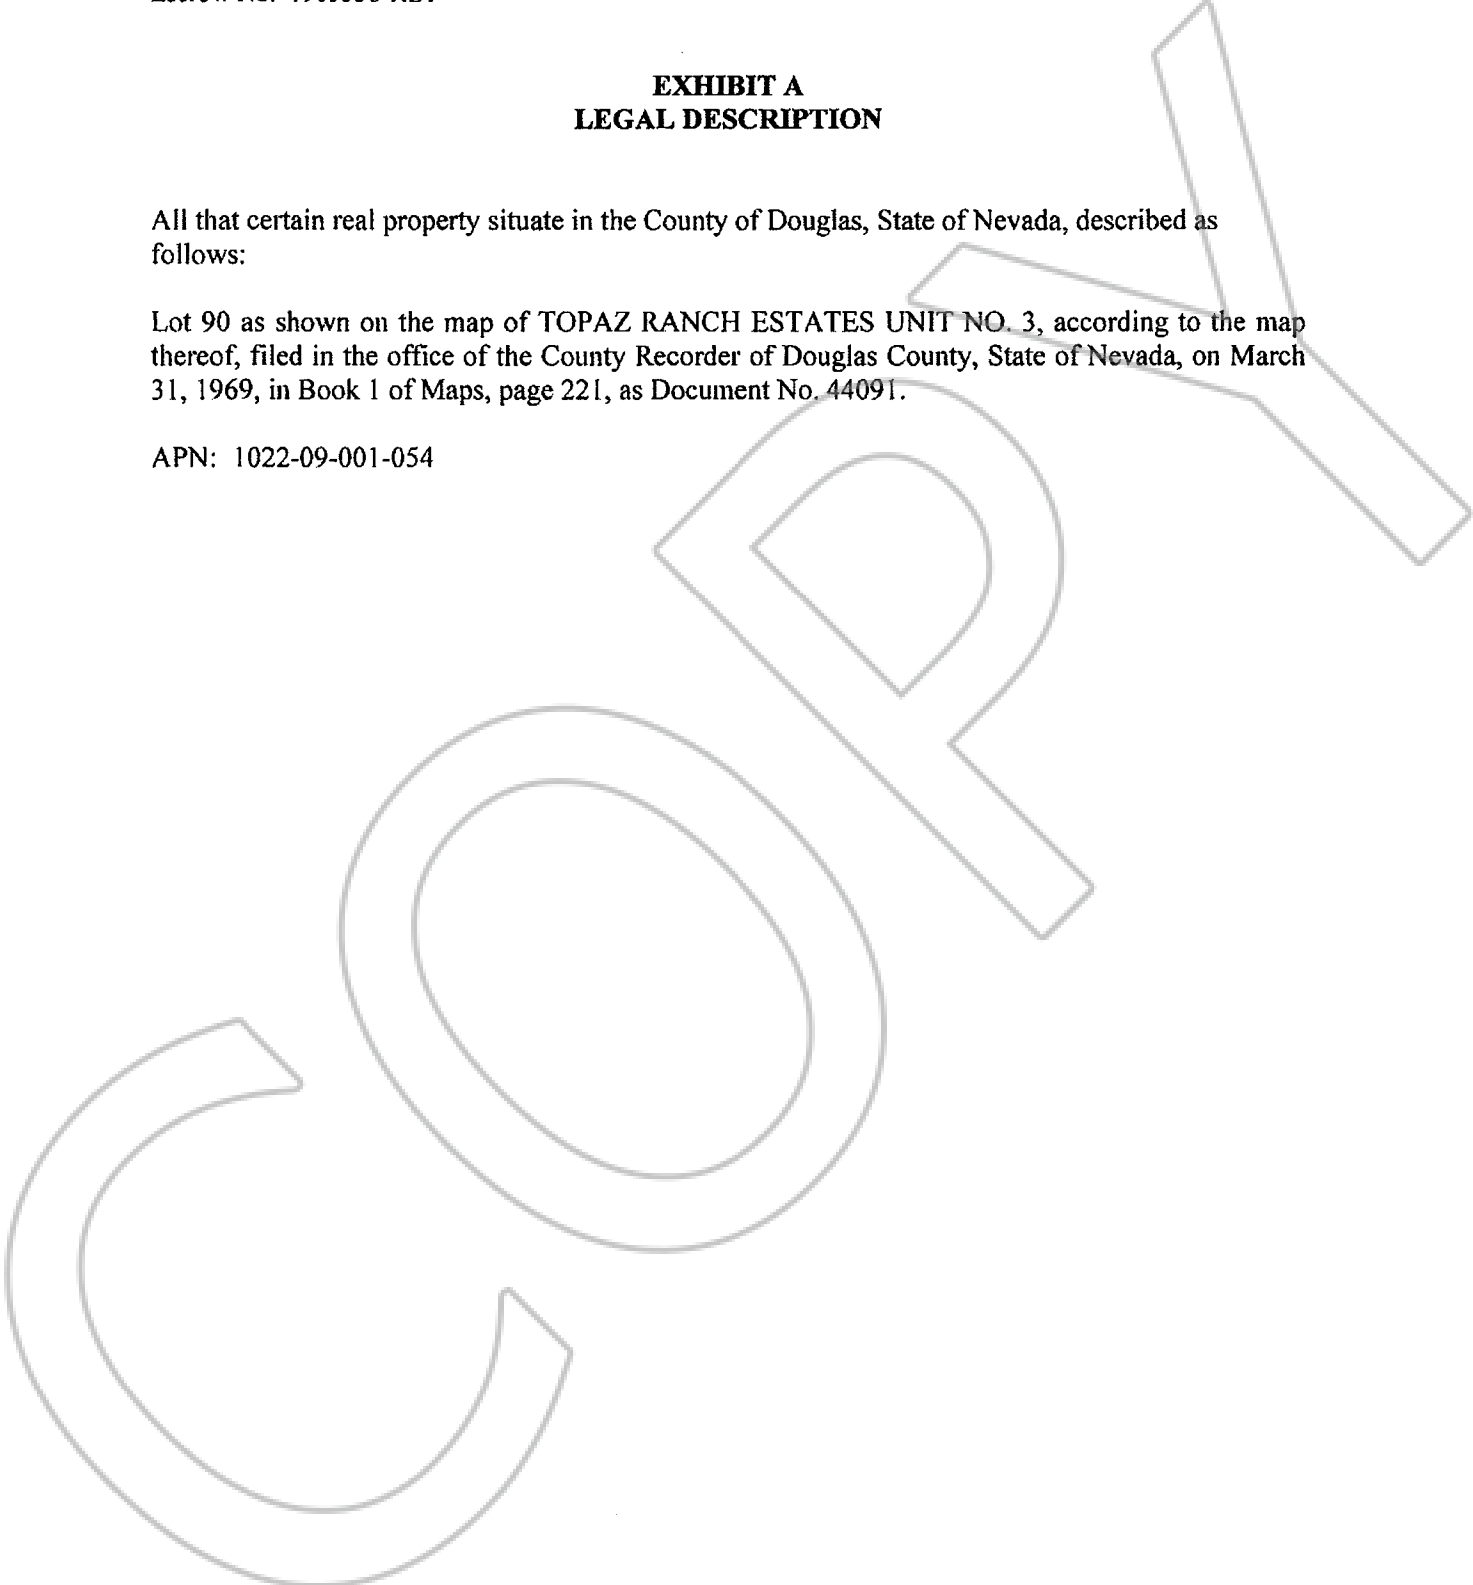 EXHIBIT A
LEGAL DESCRIPTION
All that certain real property situate in the County of Douglas, State of Nevada, described as
follows:
Lot 90 as shown on the map of TOPAZ RANCH ESTATES UNIT NO. 3, according to the map
thereof, filed in the office of the County Recorder of Douglas County, State of Nevada, on March
31, 1969, in Book 1 of Maps, page 221, as Document No. 44091.
APN: 1022-09-001-054
COPY